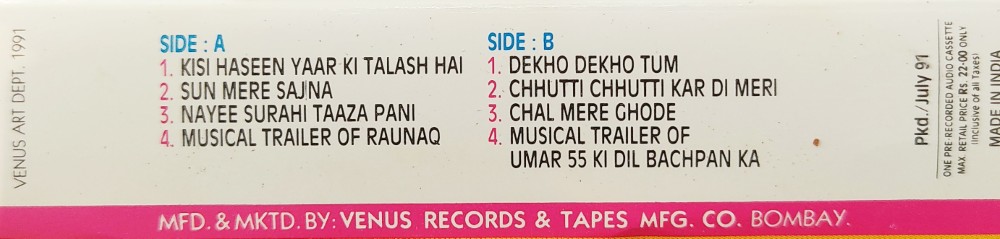 VENUS ART DEPT. 1991
SIDE : A
1. KISI HASEEN YAAR KI TALASH HAI
2. SUN MERE SAJNA
3. NAYEE SURAHI TAAZA PANI
4. MUSICAL TRAILER OF RAUNAQ
SIDE : B
1. DEKHO DEKHO TUM
2. CHHUTTI CHHUTTI KAR DI MERI
3. CHAL MERE GHODE
4. MUSICAL TRAILER OF
UMAR 55 KI DIL BACHPAN KA
Pkd./July 91
ONE PRE-RECORDED AUDIO CASSETTE
MAX. RETAIL PRICE RS 22-00 ONLY
(Inclusive of all Taxes)
MADE IN INDIA
MFD. & MKTD. BY: VENUS RECORDS & TAPES MFG. CO. BOMBAY.